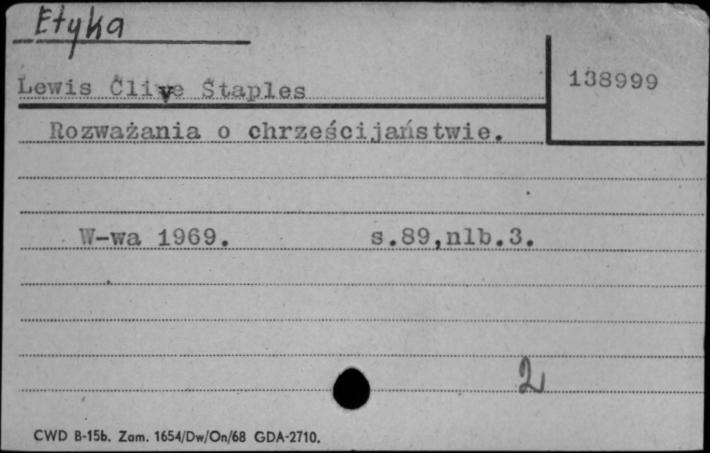 Etyka
Lewis Clive Staples
138999
Rozważania o chrześcijaństwie.
W-wa 1969. s.89,nlb.3.
2
CWD B-15b. Zam. 1654/Dw/On/68 GDA-2710.